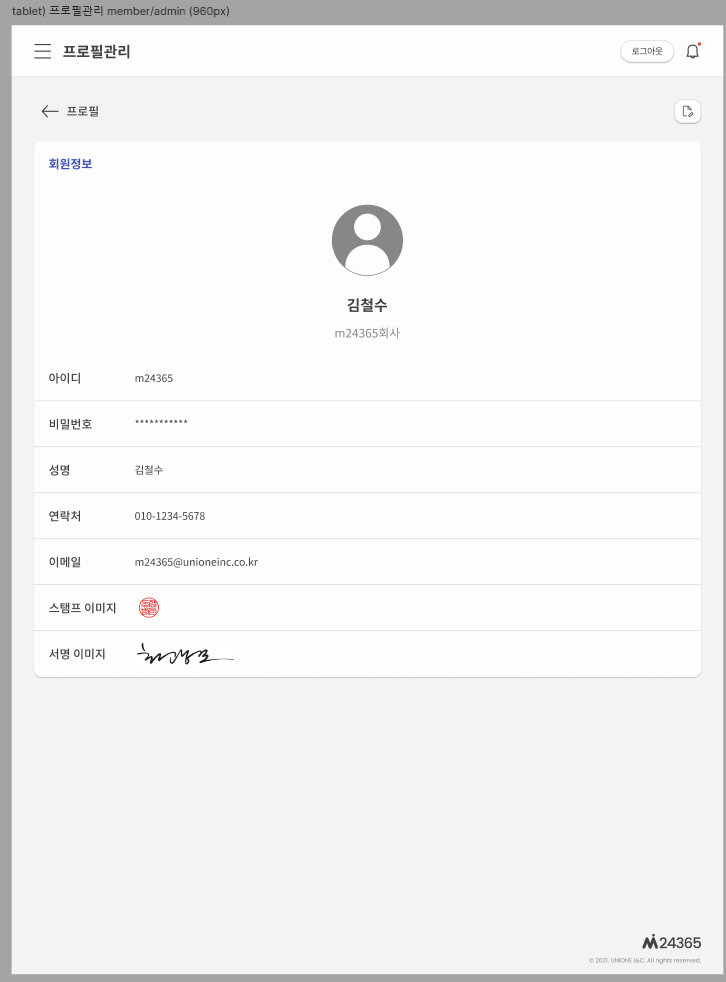 tablet) 프로필관리 member/admin (960px)
프로필관리
로그아웃
프로필
회원정보
김철수
m24365회사
아이디 m24365
비밀번호 ***********
성명 김철수
연락처 010-1234-5678
이메일 m24365@unioneinc.co.kr
스탬프 이미지
서명 이미지
24365
© 2021. UNIONE I&C. All rights reserved.